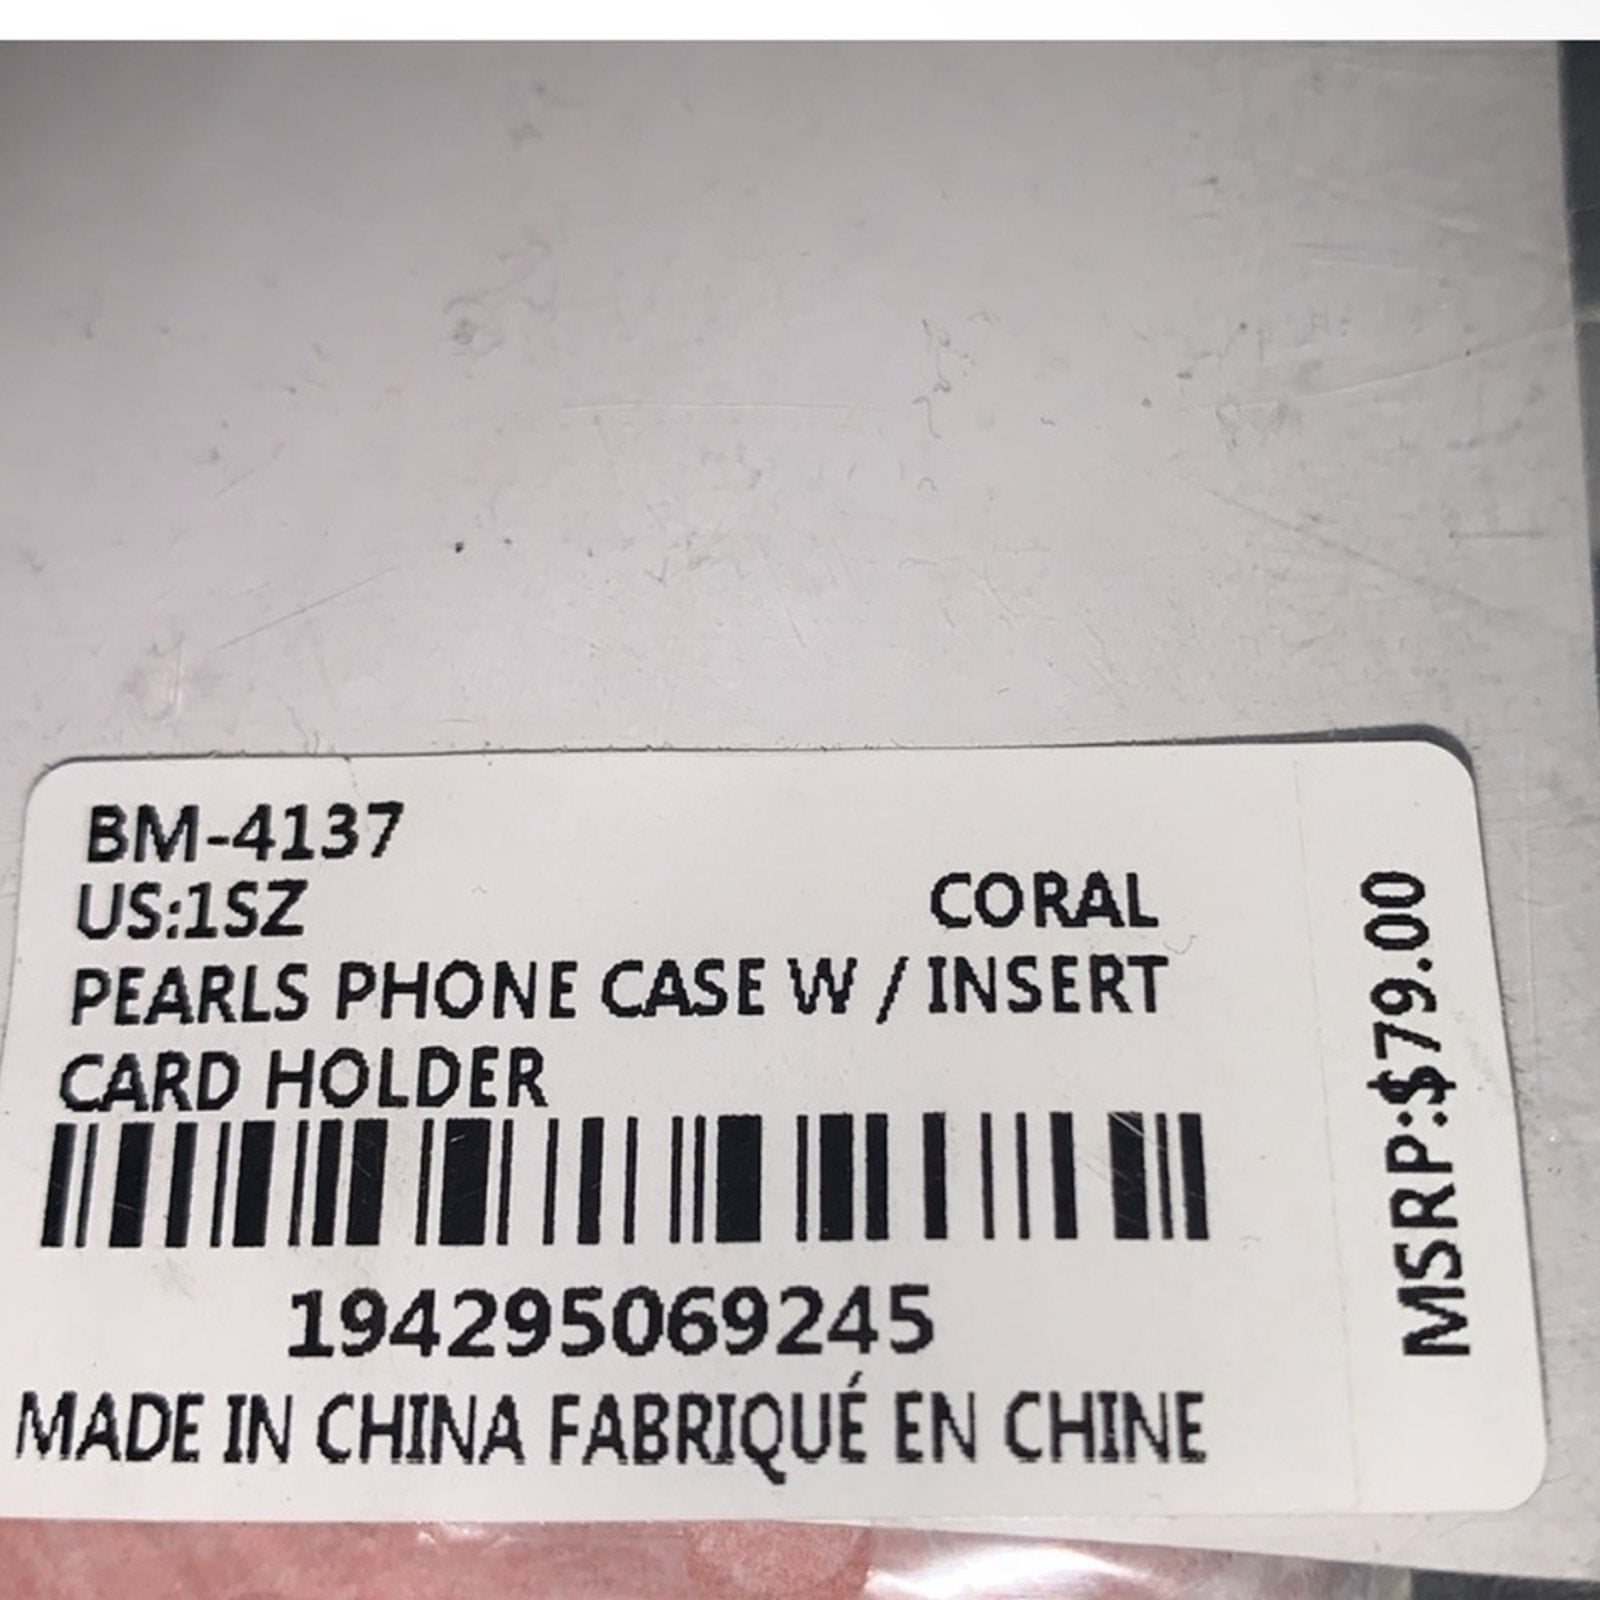 BM-4137
US:1SZ CORAL
PEARLS PHONE CASE W / INSERT
CARD HOLDER
194295069245
MADE IN CHINA FABRIQUÉ EN CHINE
MSRP:$79.00